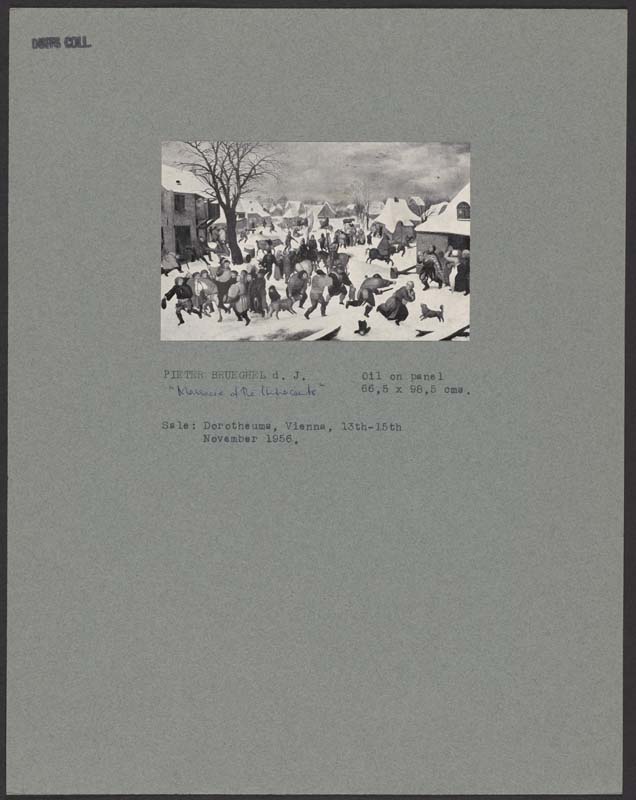 DOEFS COLL.
PIETER BRUEGHEL d. J.
"Massacre of the Innocents"
Oil on panel
66,5 x 98,5 cms.
Sale: Dorotheums, Vienna, 13th-15th
November 1956.